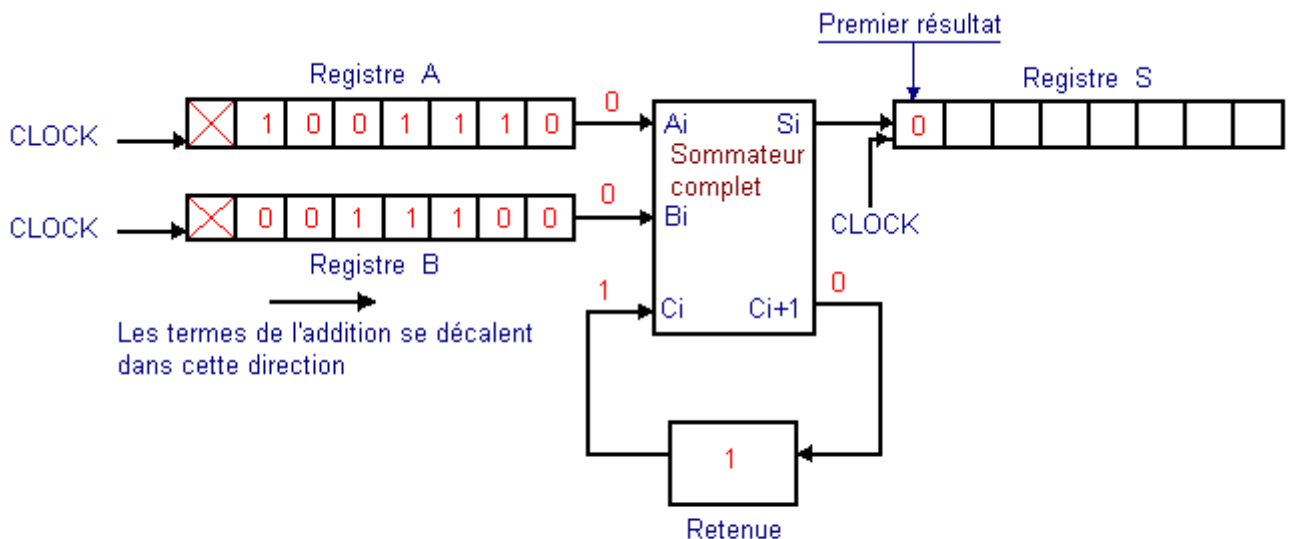 Premier résultat
Registre A
Registre S
CLOCK
1 0 0 1 1 1 0
0
Ai
Si
0
Sommateur
complet
CLOCK
0 0 1 1 1 0 0
0
Bi
CLOCK
Registre B
1
Ci
Ci+1
0
Les termes de l'addition se décalent
dans cette direction
1
Retenue